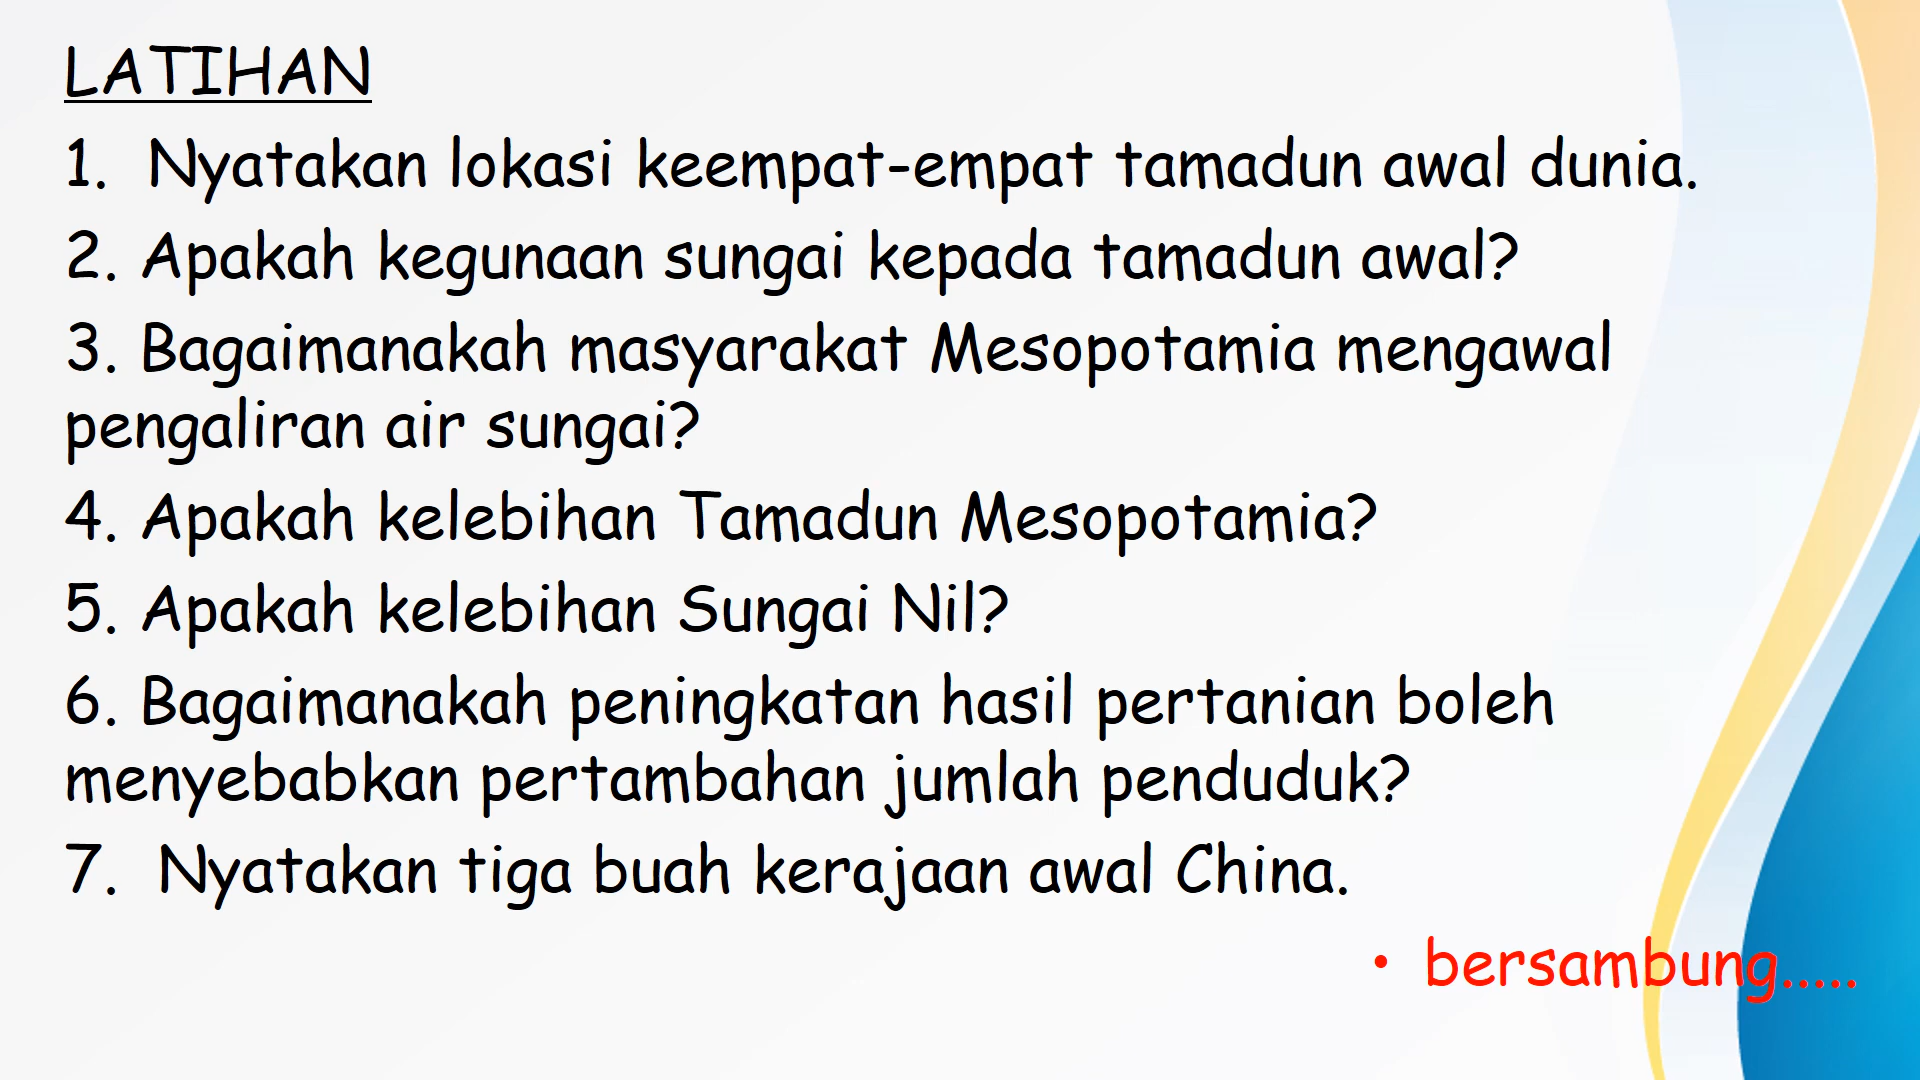 LATIHAN
1. Nyatakan lokasi keempat-empat tamadun awal dunia.
2. Apakah kegunaan sungai kepada tamadun awal?
3. Bagaimanakah masyarakat Mesopotamia mengawal
pengaliran air sungai?
4. Apakah kelebihan Tamadun Mesopotamia?
5. Apakah kelebihan Sungai Nil?
6. Bagaimanakah peningkatan hasil pertanian boleh
menyebabkan pertambahan jumlah penduduk?
7. Nyatakan tiga buah kerajaan awal China.
• bersambung.....